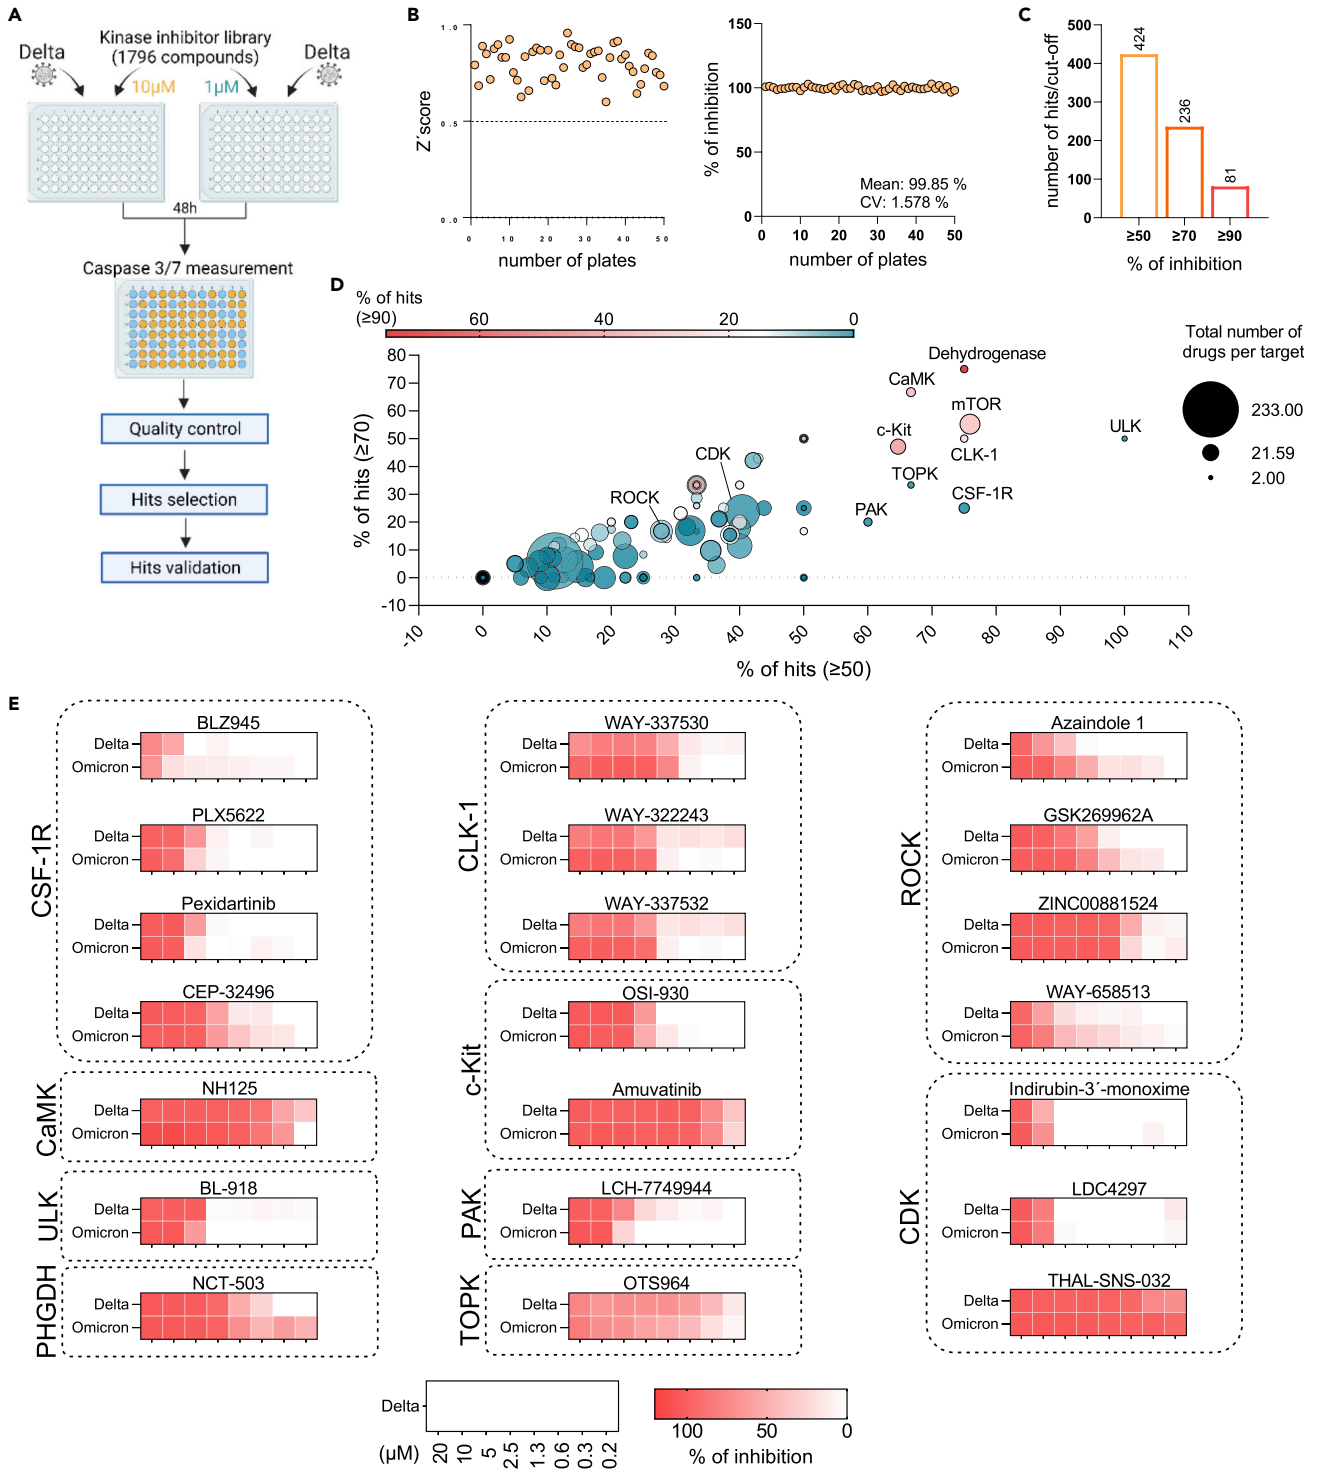 A
Delta
Kinase inhibitor library
(1796 compounds)
Delta
10µM
1µM
48h
Caspase 3/7 measurement
Quality control
Hits selection
Hits validation
B
Z´score
1.0
0.5
0.0
0 10 20 30 40 50
number of plates
% of inhibition
150
100
50
0
Mean: 99.85 %
CV: 1.578 %
0 10 20 30 40 50
number of plates
C
number of hits/cut-off
500
400
300
200
100
0
424
236
81
≥50 ≥70 ≥90
% of inhibition
D
% of hits
(≥90)
60 40 20 0
% of hits (≥70)
80
70
60
50
40
30
20
10
0
-10
Dehydrogenase
CaMK
mTOR
c-Kit
CLK-1
ULK
TOPK
CSF-1R
PAK
CDK
ROCK
-10 0 10 20 30 40 50 60 70 80 90 100 110
% of hits (≥50)
Total number of
drugs per target
233.00
21.59
2.00
E
CSF-1R
BLZ945
Delta
Omicron
PLX5622
Delta
Omicron
Pexidartinib
Delta
Omicron
CEP-32496
Delta
Omicron
CaMK
NH125
Delta
Omicron
ULK
BL-918
Delta
Omicron
PHGDH
NCT-503
Delta
Omicron
CLK-1
WAY-337530
Delta
Omicron
WAY-322243
Delta
Omicron
WAY-337532
Delta
Omicron
c-Kit
OSI-930
Delta
Omicron
Amuvatinib
Delta
Omicron
PAK
LCH-7749944
Delta
Omicron
TOPK
OTS964
Delta
Omicron
ROCK
Azaindole 1
Delta
Omicron
GSK269962A
Delta
Omicron
ZINC00881524
Delta
Omicron
WAY-658513
Delta
Omicron
CDK
Indirubin-3´-monoxime
Delta
Omicron
LDC4297
Delta
Omicron
THAL-SNS-032
Delta
Omicron
Delta
(µM)
20 10 5 2.5 1.3 0.6 0.3 0.2
100 50 0
% of inhibition